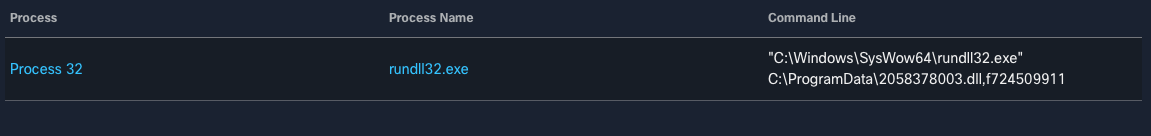 Process Process Name Command Line
Process 32 rundll32.exe "C:\Windows\SysWow64\rundll32.exe"
C:\ProgramData\2058378003.dll,f724509911